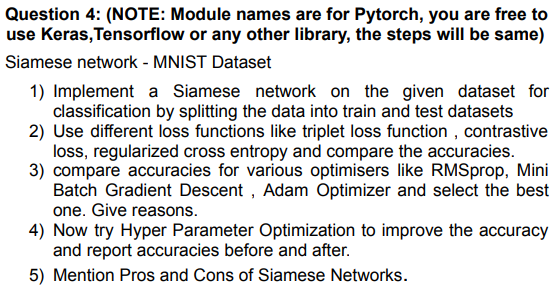 Question 4: (NOTE: Module names are for Pytorch, you are free to
use Keras,Tensorflow or any other library, the steps will be same)
Siamese network - MNIST Dataset
1) Implement a Siamese network on the given dataset for
classification by splitting the data into train and test datasets
2) Use different loss functions like triplet loss function , contrastive
loss, regularized cross entropy and compare the accuracies.
3) compare accuracies for various optimisers like RMSprop, Mini
Batch Gradient Descent , Adam Optimizer and select the best
one. Give reasons.
4) Now try Hyper Parameter Optimization to improve the accuracy
and report accuracies before and after.
5) Mention Pros and Cons of Siamese Networks.